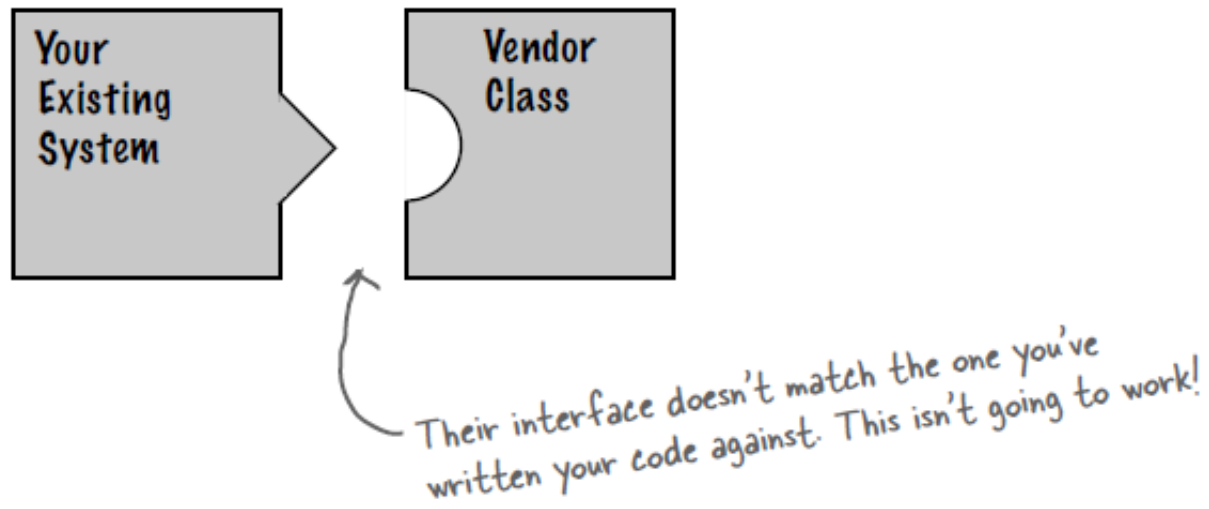 Your
Existing
System
Vendor
Class
Their interface doesn't match the one you've
written your code against. This isn't going to work!